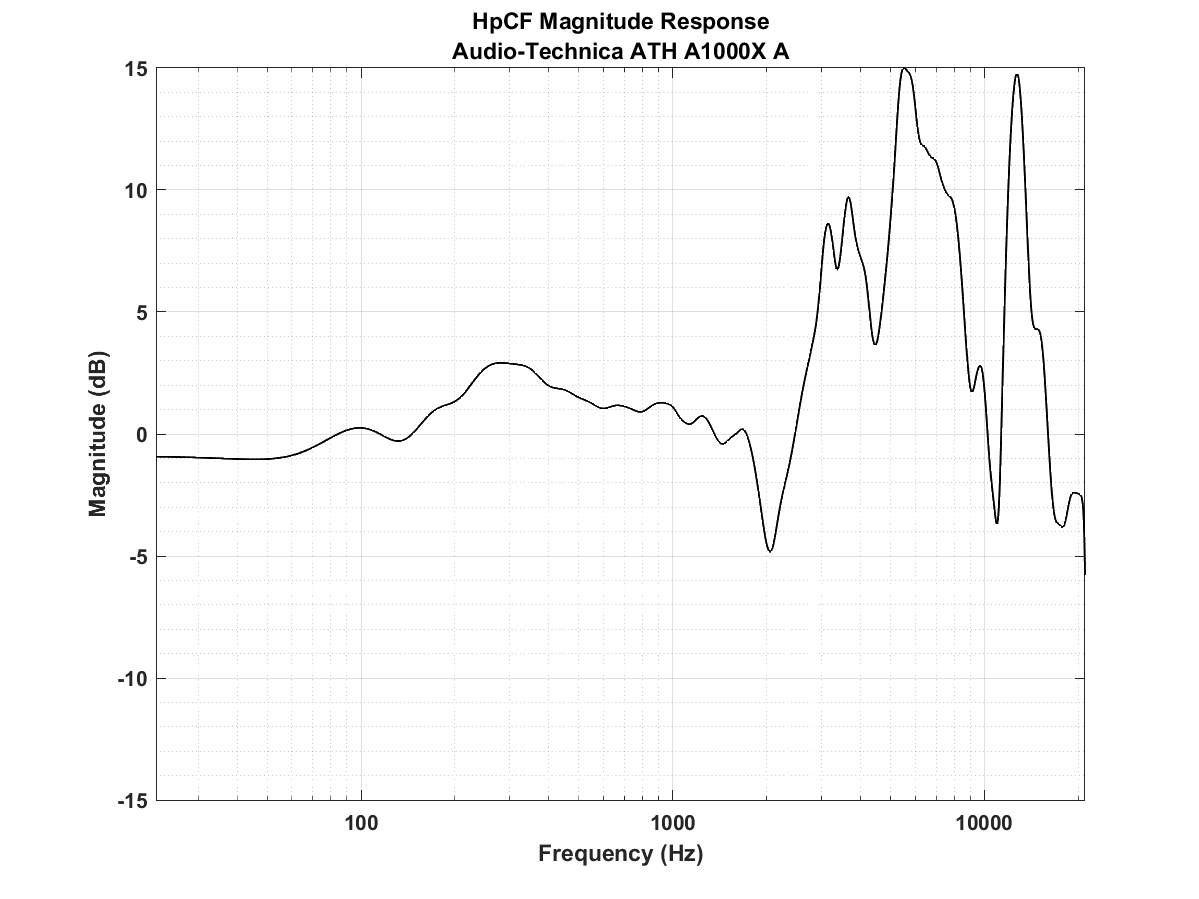 HpCF Magnitude Response
Audio-Technica ATH A1000X A
15
10
5
0
-5
-10
-15
Magnitude (dB)
100
1000
10000
Frequency (Hz)